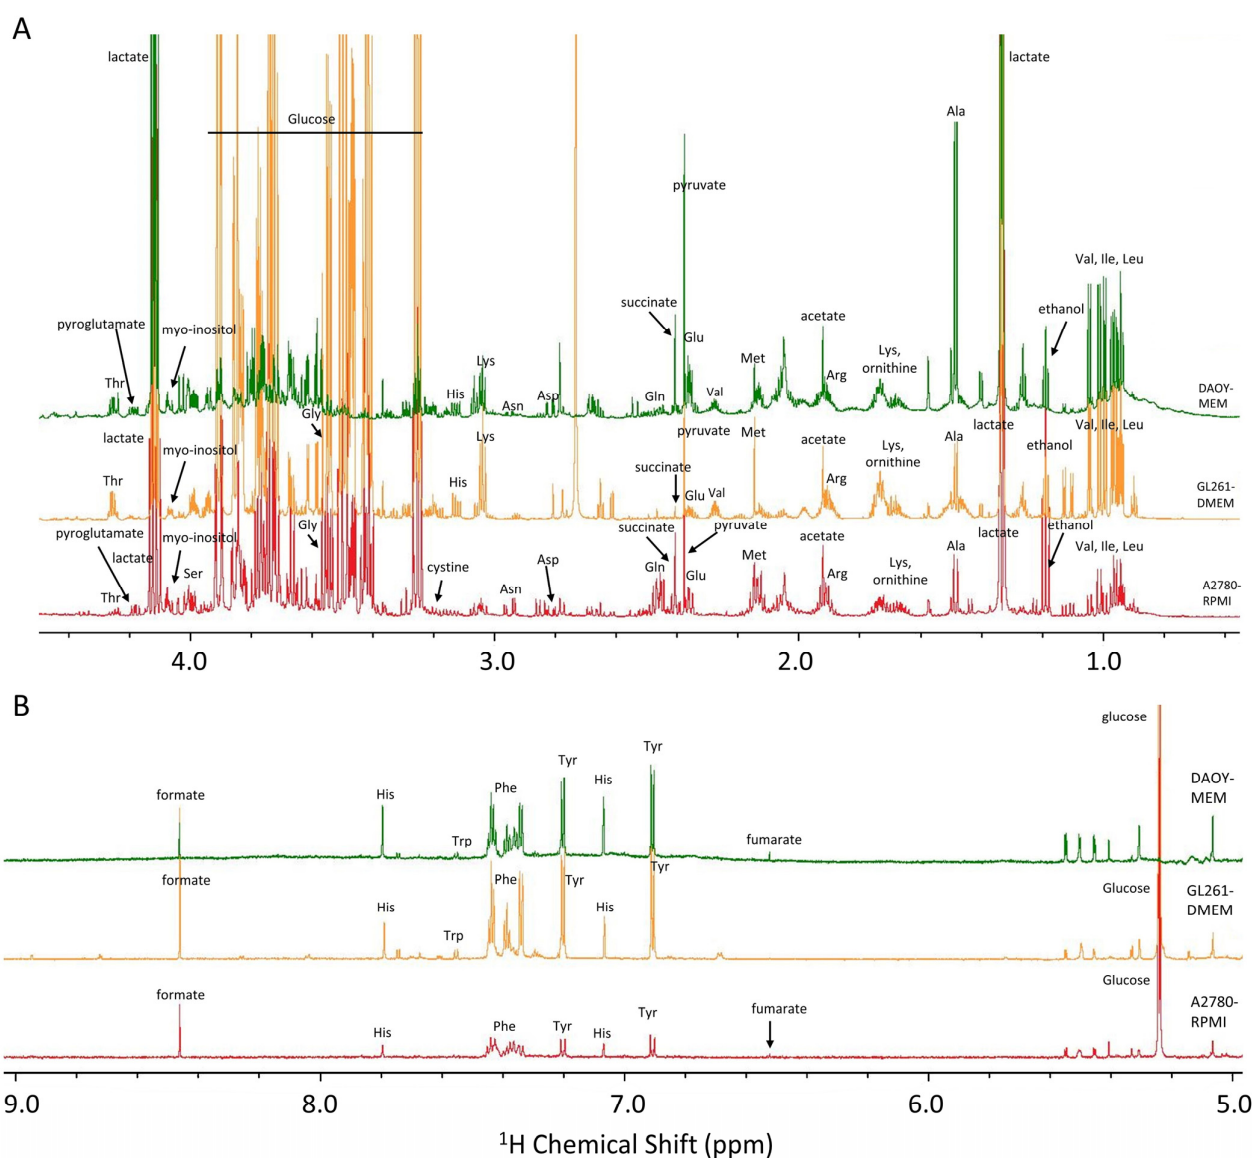 A
lactate
lactate
Glucose
Ala
pyruvate
Val, Ile, Leu
succinate
ethanol
acetate
pyroglutamate
myo-inositol
Glu
Lys
Met
Lys,
ornithine
Arg
Thr
His
Asn
Asp
Gln
Val
DAOY-
MEM
Gly
lactate
myo-inositol
Lys
pyruvate
Met
acetate
Lys,
ornithine
Ala
lactate
ethanol
Val, Ile, Leu
Thr
His
succinate
Glu
Val
Arg
GL261-
DMEM
pyroglutamate
lactate
myo-inositol
Gly
succinate
pyruvate
acetate
lactate
ethanol
Thr
Ser
cystine
Asn
Asp
Gln
Glu
Met
Arg
Lys,
ornithine
Ala
Val, Ile, Leu
A2780-
RPMI
4.0 3.0 2.0 1.0
B
glucose
formate
His
Trp
Phe
Tyr
His
Tyr
fumarate
DAOY-
MEM
formate
His
Trp
Phe
Tyr
His
Tyr
Glucose
GL261-
DMEM
formate
His
Phe
Tyr
His
Tyr
fumarate
Glucose
A2780-
RPMI
9.0 8.0 7.0 6.0 5.0
¹H Chemical Shift (ppm)